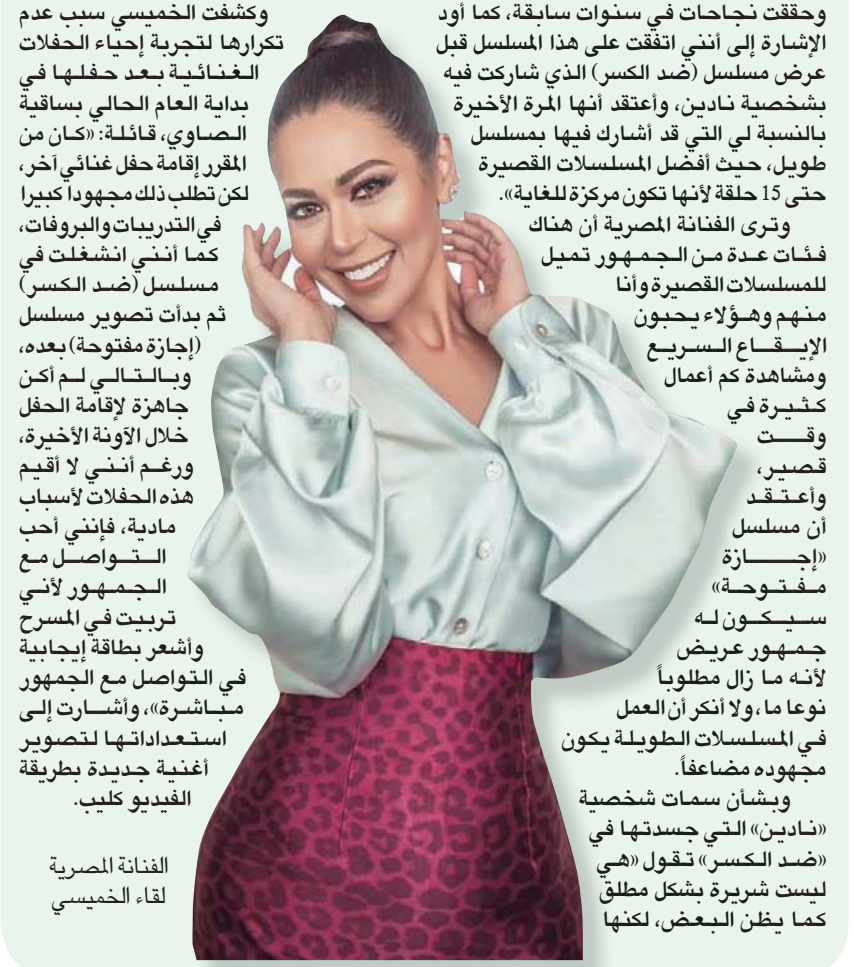 وحققت نجاحات في سنوات سابقة، كما أود
الإشارة إلى أنني اتفقت على هذا المسلسل قبل
عرض مسلسل (ضد الكسر) الذي شاركت فيه
بشخصية نادين، وأعتقد أنها المرة الأخيرة
بالنسبة لي التي قد أشارك فيها بمسلسل
طويل، حيث أفضل المسلسلات القصيرة
حتى 15 حلقة لأنها تكون مركزة للغاية».
وترى الفنانة المصرية أن هناك
فئات عدة من الجمهور تميل
للمسلسلات القصيرة وأنا
منهم وهؤلاء يحبون
الإيقاع السريع
ومشاهدة كم أعمال
كثيرة في
وقت
قصير،
وأعتقد
أن مسلسل
«إجازة
مفتوحة»
سيكون له
جمهور عريض
لأنه ما زال مطلوباً
نوعا ما، ولا أنكر أن العمل
في المسلسلات الطويلة يكون
مجهوده مضاعفاً.
وبشأن سمات شخصية
«نادين» التي جسدتها في
«ضد الكسر» تقول «هي
ليست شريرة بشكل مطلق
كما يظن البعض، لكنها
وكشفت الخميسي سبب عدم
تكرارها لتجربة إحياء الحفلات
الغنائية بعد حفلها في
بداية العام الحالي بساقية
الصاوي، قائلة: «كان من
المقرر إقامة حفل غنائي آخر،
لكن تطلب ذلك مجهوداً كبيرا
في التدريبات والبروفات،
كما أنني انشغلت في
مسلسل (ضد الكسر)
ثم بدأت تصوير مسلسل
(إجازة مفتوحة) بعده،
وبالتالي لم أكن
جاهزة لإقامة الحفل
خلال الآونة الأخيرة،
ورغم أنني لا أقيم
هذه الحفلات لأسباب
مادية، فإنني أحب
التواصل مع
الجمهور لأني
تربيت في المسرح
وأشعر بطاقة إيجابية
في التواصل مع الجمهور
مباشرة»، وأشارت إلى
استعداداتها لتصوير
أغنية جديدة بطريقة
الفيديو كليب.
الفنانة المصرية
لقاء الخميسي